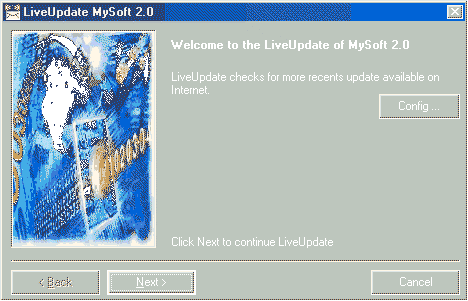 LiveUpdate MySoft 2.0
Welcome to the LiveUpdate of MySoft 2.0
LiveUpdate checks for more recents update available on
Internet.
Config ...
Click Next to continue LiveUpdate
< Back
Next >
Cancel